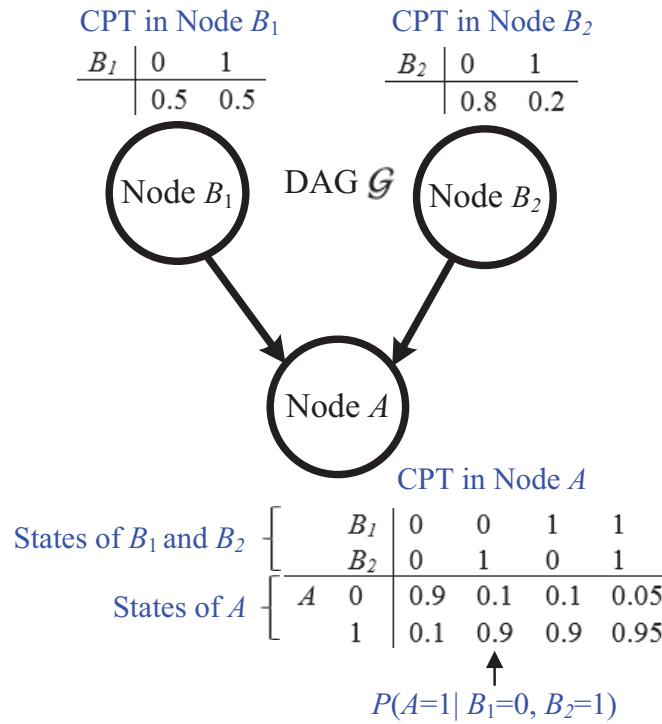 CPT in Node B₁ CPT in Node B₂
B₁ 0 1 B₂ 0 1
0.5 0.5 0.8 0.2
Node B₁ DAG 𝒢 Node B₂
Node A
CPT in Node A
States of B₁ and B₂
B₁ 0 0 1 1
B₂ 0 1 0 1
States of A
A 0 0.9 0.1 0.1 0.05
1 0.1 0.9 0.9 0.95
P(A=1| B₁=0, B₂=1)